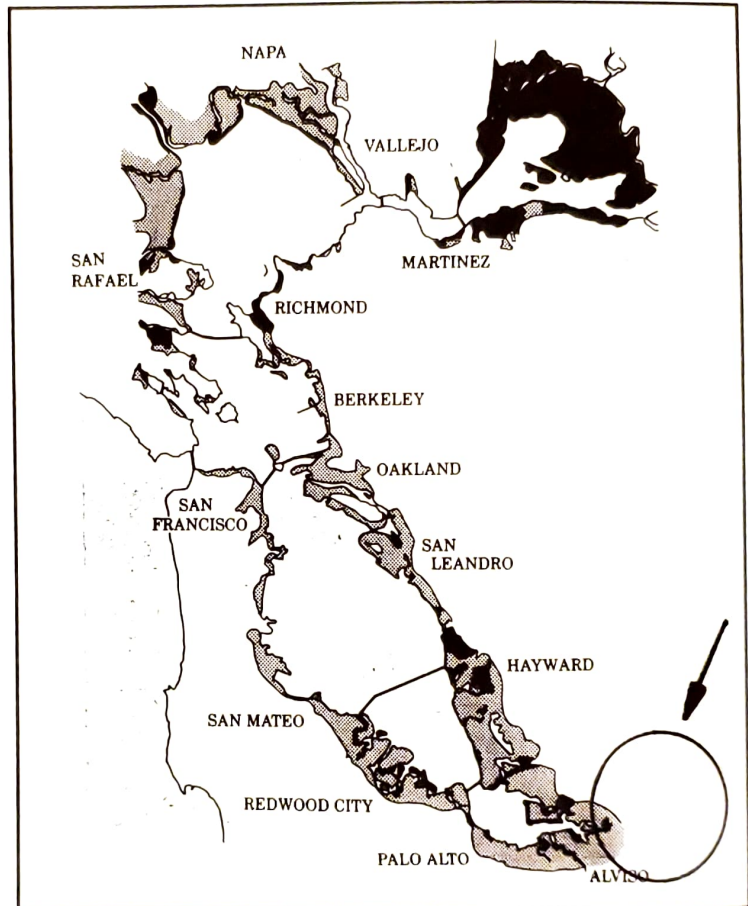 NAPA
VALLEJO
MARTINEZ
SAN
RAFAEL
RICHMOND
BERKELEY
OAKLAND
SAN
FRANCISCO
SAN
LEANDRO
HAYWARD
SAN MATEO
REDWOOD CITY
PALO ALTO
ALVISO